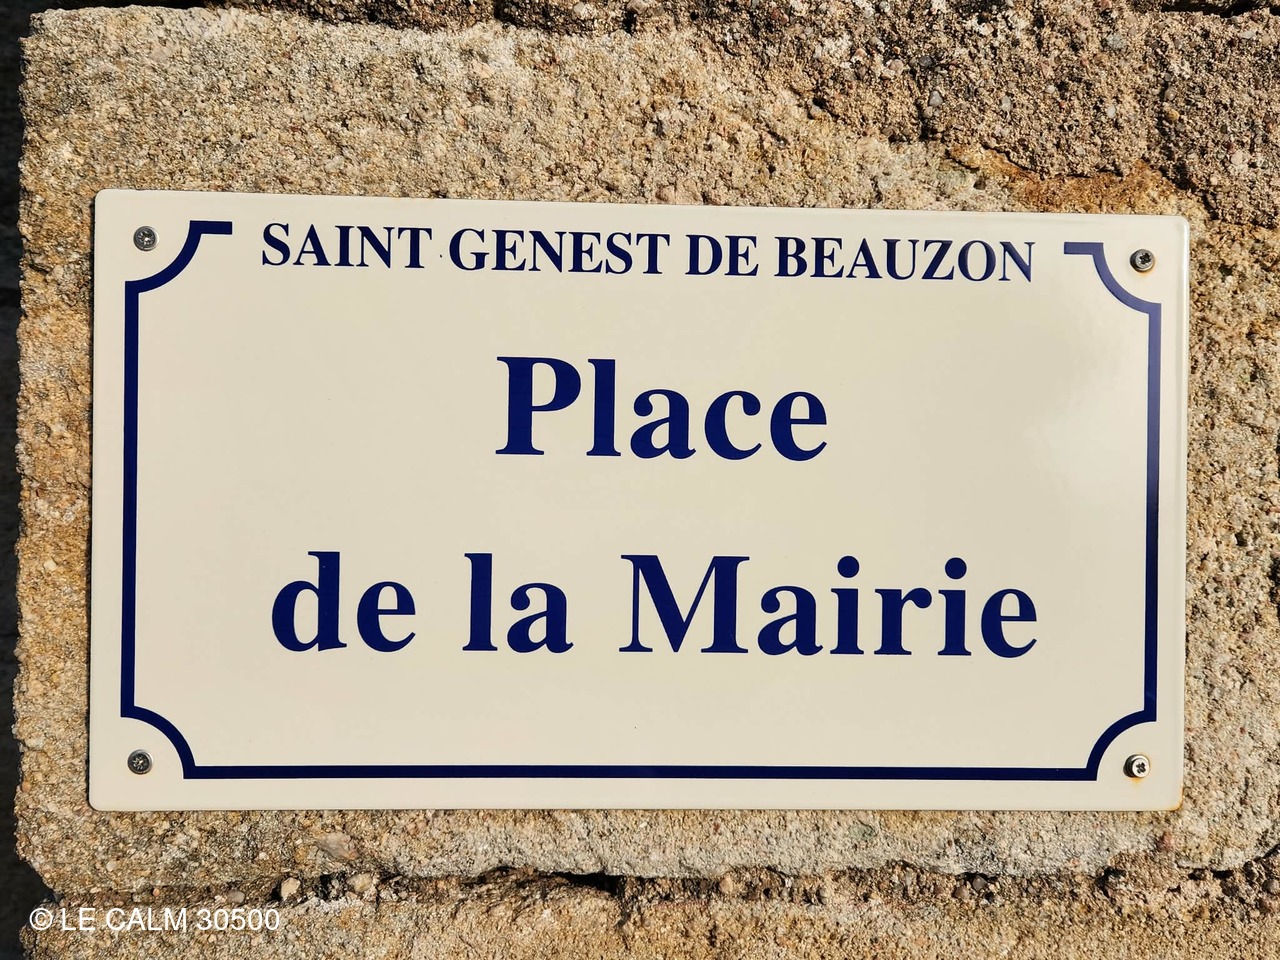 SAINT GENEST DE BEAUZON
Place
de la Mairie
© LE CALM 30500